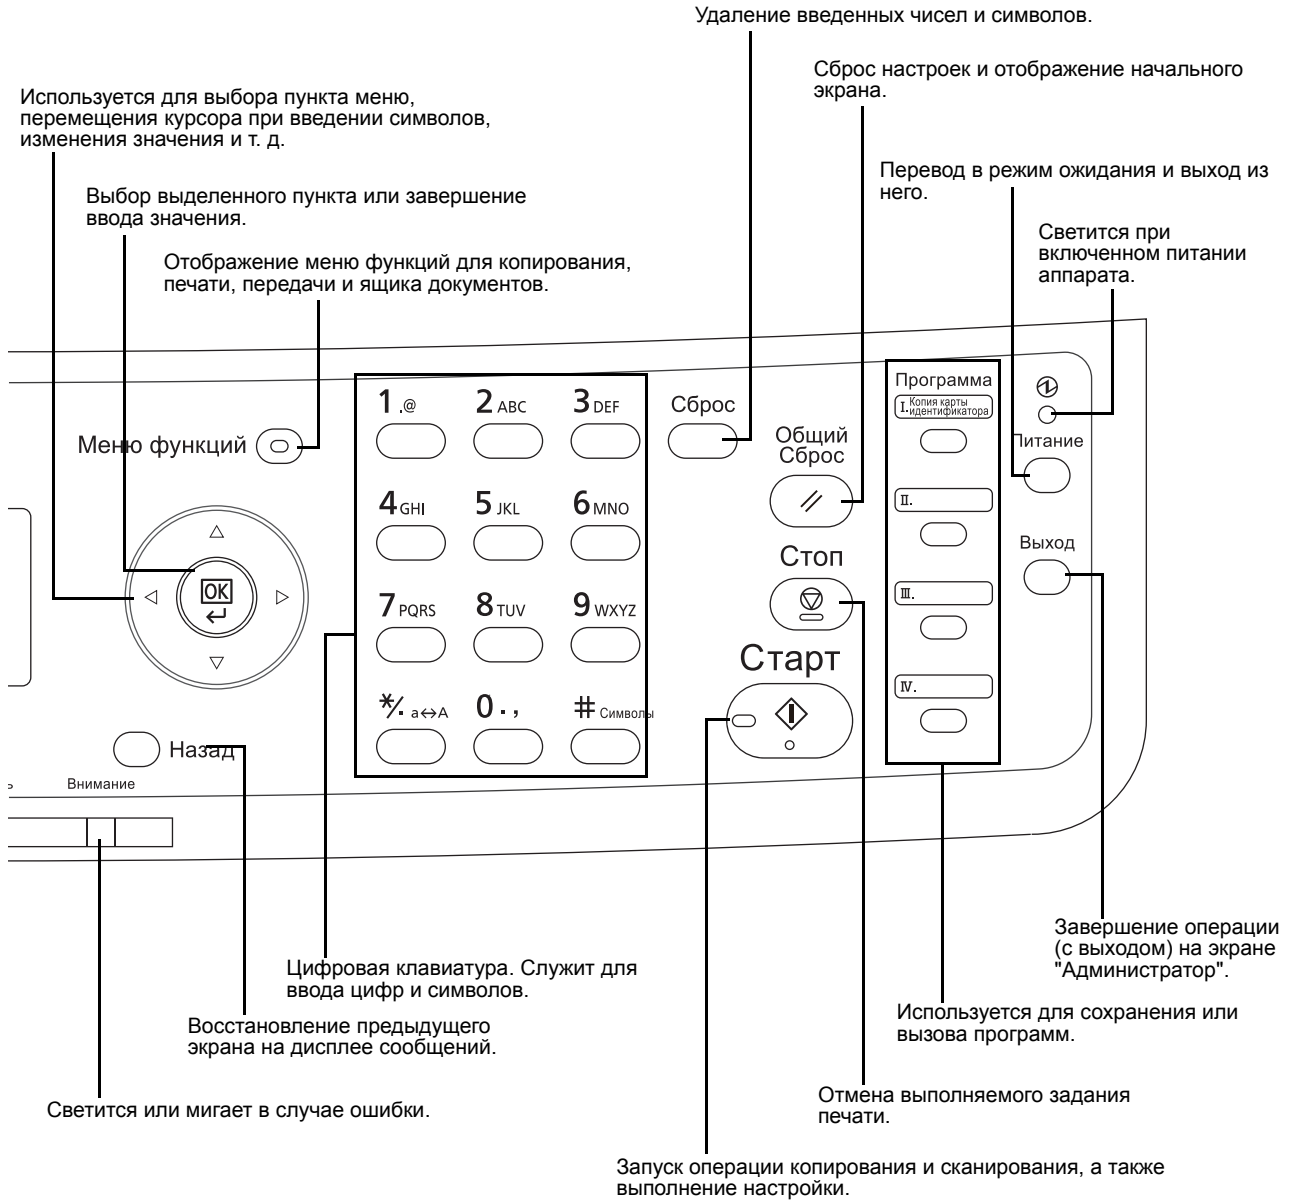 Удаление введенных чисел и символов.
Сброс настроек и отображение начального
экрана.
Используется для выбора пункта меню,
перемещения курсора при введении символов,
изменения значения и т. д.
Перевод в режим ожидания и выход из
него.
Выбор выделенного пункта или завершение
ввода значения.
Светится при
включенном питании
аппарата.
Отображение меню функций для копирования,
печати, передачи и ящика документов.
Меню функций
1 .@
2 ABC
3 DEF
4 GHI
5 JKL
6 MNO
7 PQRS
8 TUV
9 WXYZ
*/. a↔A
0 . ,
# Символы
Сброс
Общий
Сброс
Стоп
Старт
Программа
I. Копия карты
идентификатора
II.
III.
IV.
Питание
Выход
OK
Назад
Внимание
Завершение операции
(с выходом) на экране
"Администратор".
Цифровая клавиатура. Служит для
ввода цифр и символов.
Используется для сохранения или
вызова программ.
Восстановление предыдущего
экрана на дисплее сообщений.
Отмена выполняемого задания
печати.
Светится или мигает в случае ошибки.
Запуск операции копирования и сканирования, а также
выполнение настройки.